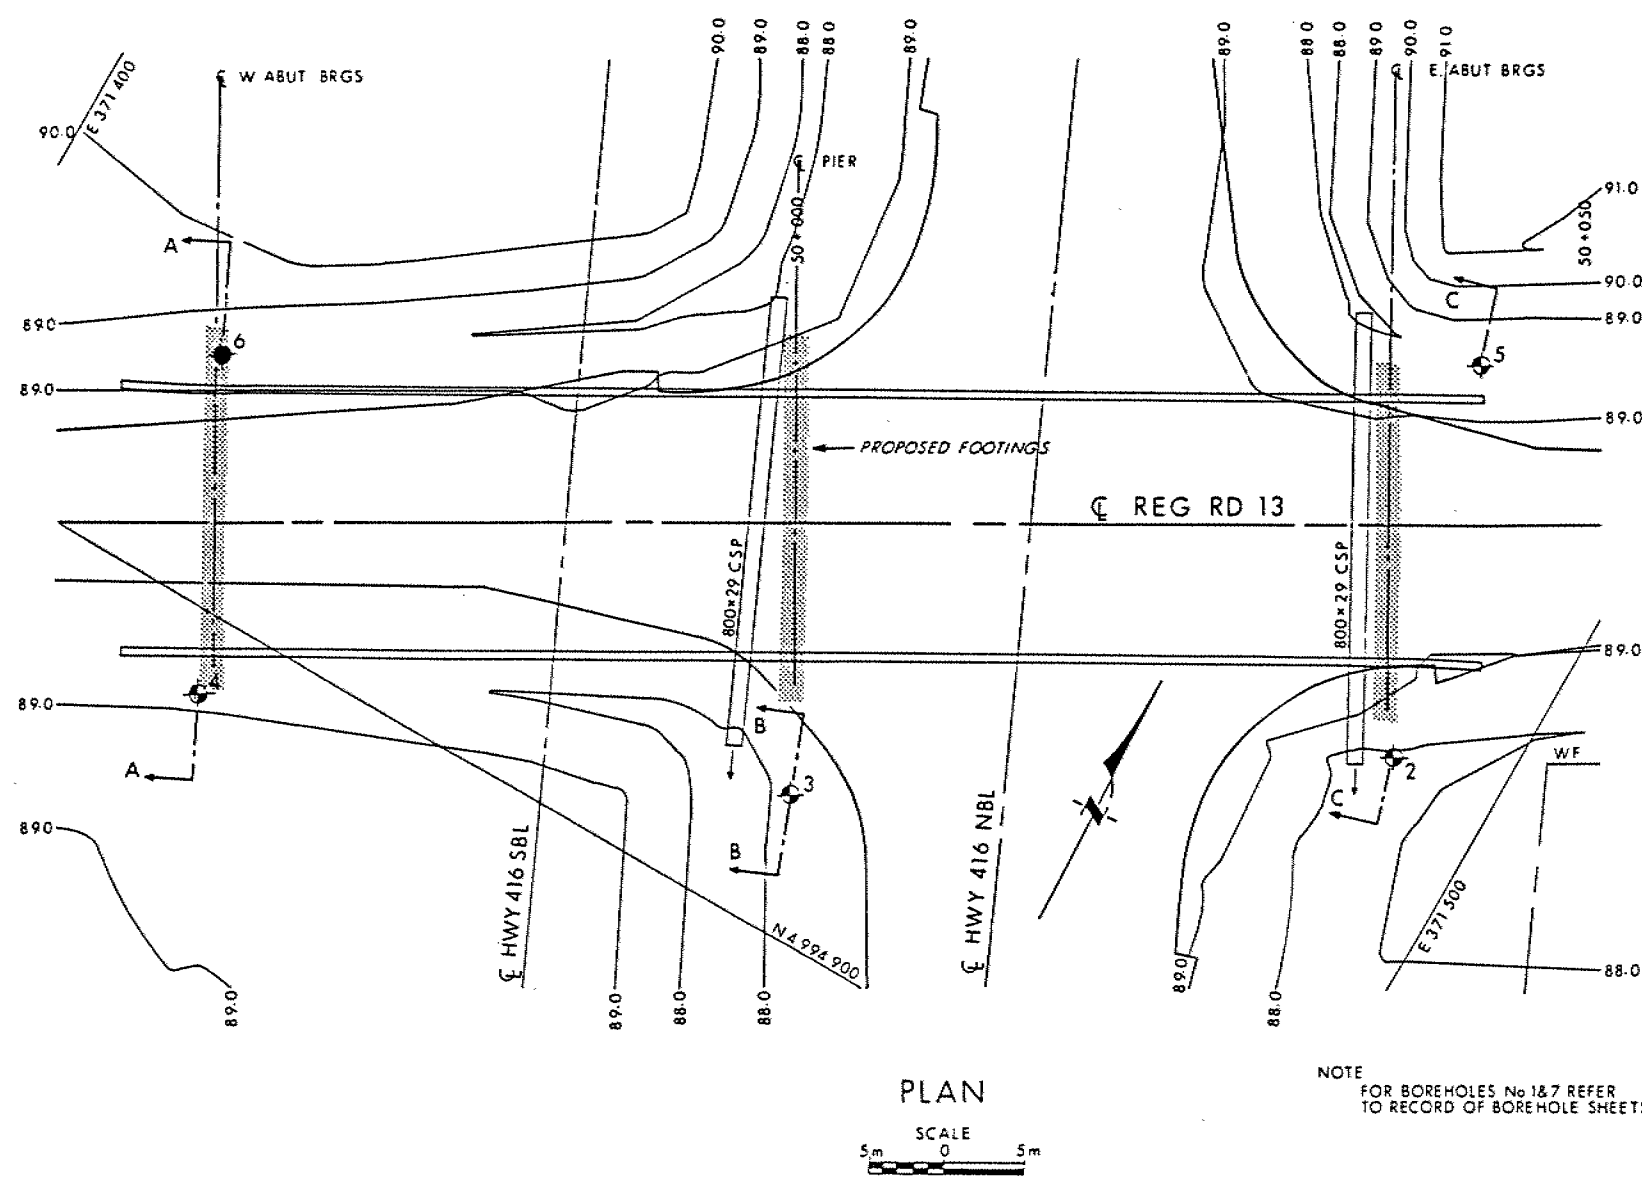 90.0
89.0
88.0
88.0
89.0
89.0
88.0
88.0
89.0
90.0
91.0
℄ W ABUT BRGS
℄ E. ABUT BRGS
E 371 400
90.0
℄ PIER
91.0
50+000
50+050
A
90.0
C
89.0
89.0
6
5
89.0
89.0
PROPOSED FOOTINGS
℄ REG RD 13
800×29 CSP
800×29 CSP
89.0
4
89.0
B
WF
A
3
2
C
N
89.0
B
℄ HWY 416 SBL
℄ HWY 416 NBL
E 371 500
N 4 994 900
88.0
89.0
89.0
89.0
88.0
88.0
88.0
PLAN
SCALE
5m 0 5m
NOTE
FOR BOREHOLES No 1&7 REFER
TO RECORD OF BOREHOLE SHEETS